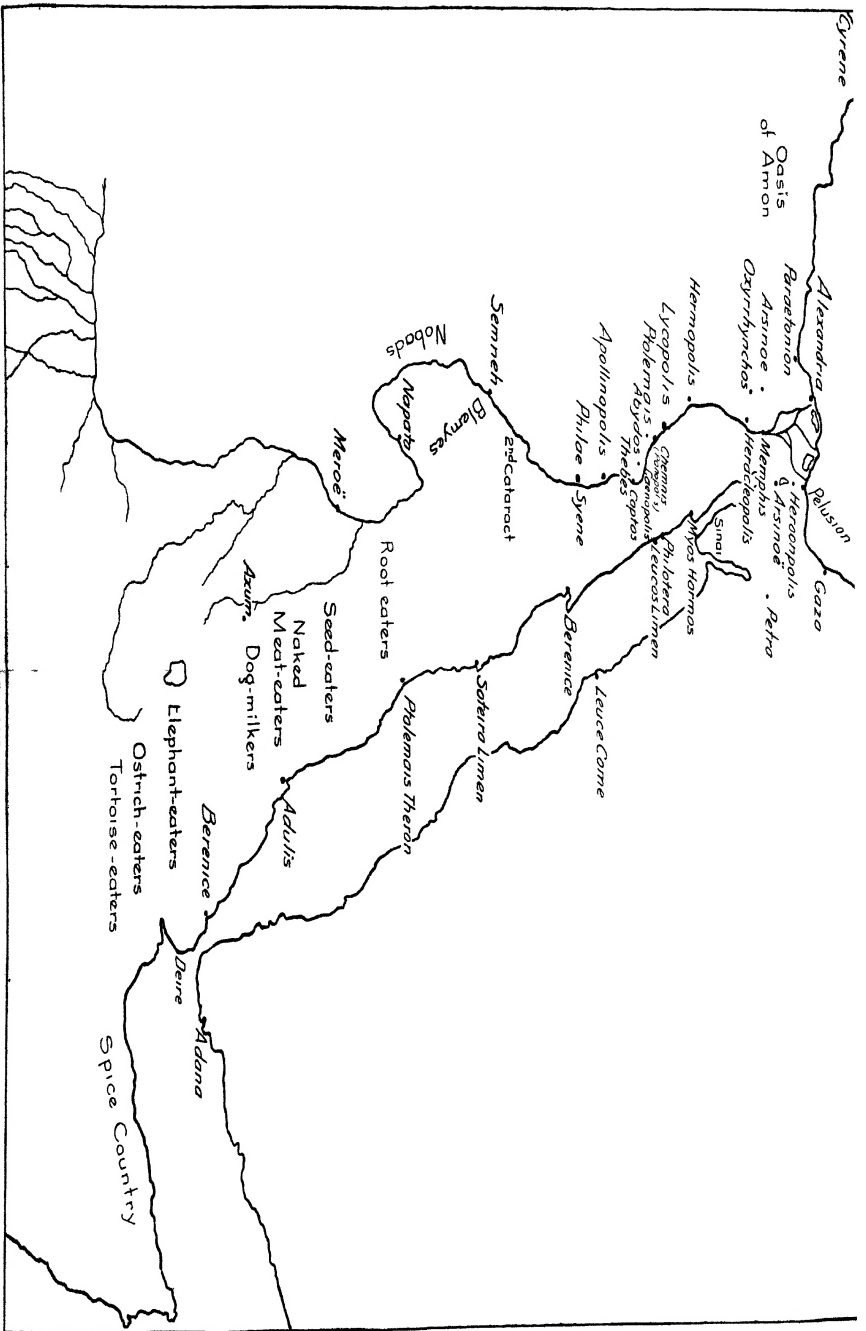 Cyrene
Oasis
of Amon
Alexandria
Paraetonion
Arsinoe
Oxyrrhynchos
Pelusion
Gaza
Heroonpolis
Arsinoë
Memphis
Heracleopolis
Petra
Sinai
Hermopolis
Lycopolis
Ptolemais
Abydos
Thebes
Chemmis
Coptos
Myos Hormos
Philotera
Leucos Limen
Apollinopolis
Philae
Syene
Semneh
2nd Cataract
Nobads
Blemyes
Napata
Meroë
Berenice
Leuce Come
Soteira Limen
Ptolemais Theron
Root eaters
Seed-eaters
Naked
Meat-eaters
Dog-milkers
Axum
Adulis
Elephant-eaters
Ostrich-eaters
Tortoise-eaters
Berenice
Deire
Adana
Spice Country